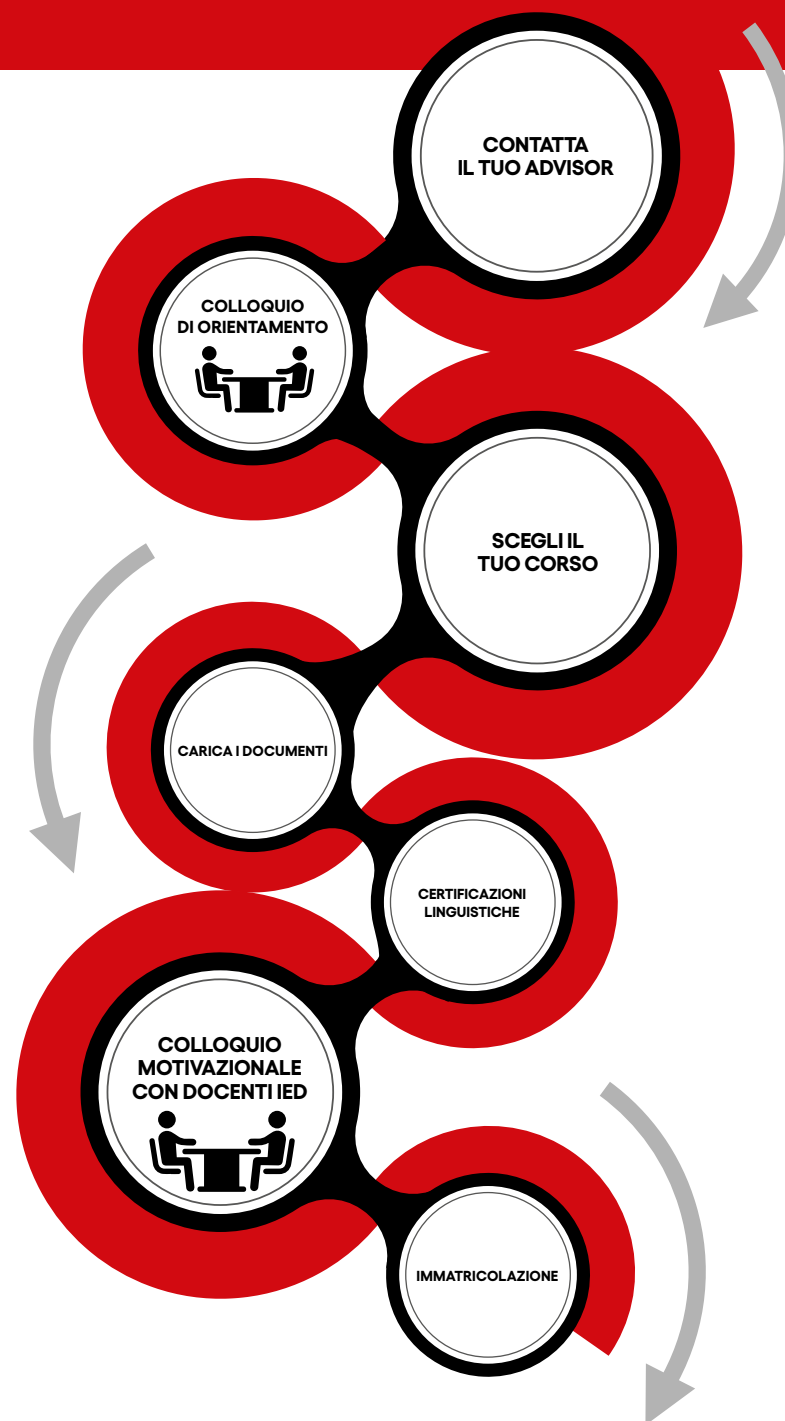 CONTATTA
IL TUO ADVISOR
COLLOQUIO
DI ORIENTAMENTO
SCEGLI IL
TUO CORSO
CARICA I DOCUMENTI
CERTIFICAZIONI
LINGUISTICHE
COLLOQUIO
MOTIVAZIONALE
CON DOCENTI IED
IMMATRICOLAZIONE